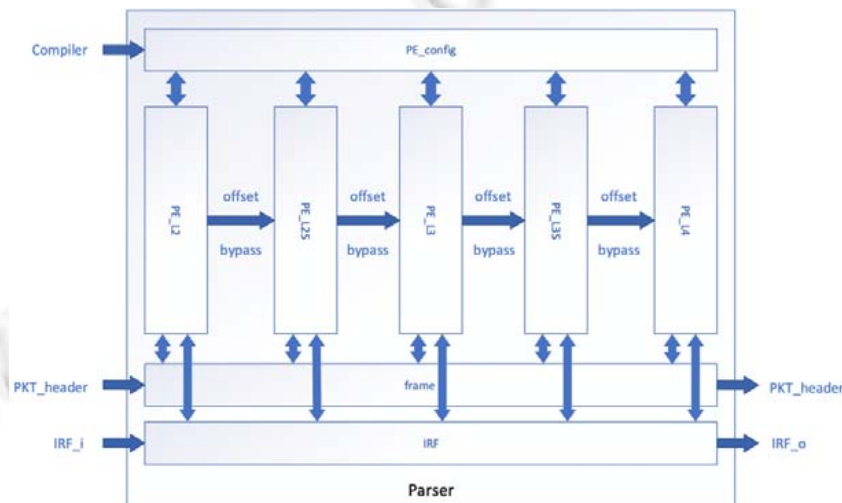 Compiler
PE_config
PE_L2
offset
bypass
PE_L25
offset
bypass
PE_L3
offset
bypass
PE_L35
offset
bypass
PE_L4
PKT_header
frame
PKT_header
IRF_i
IRF
IRF_o
Parser